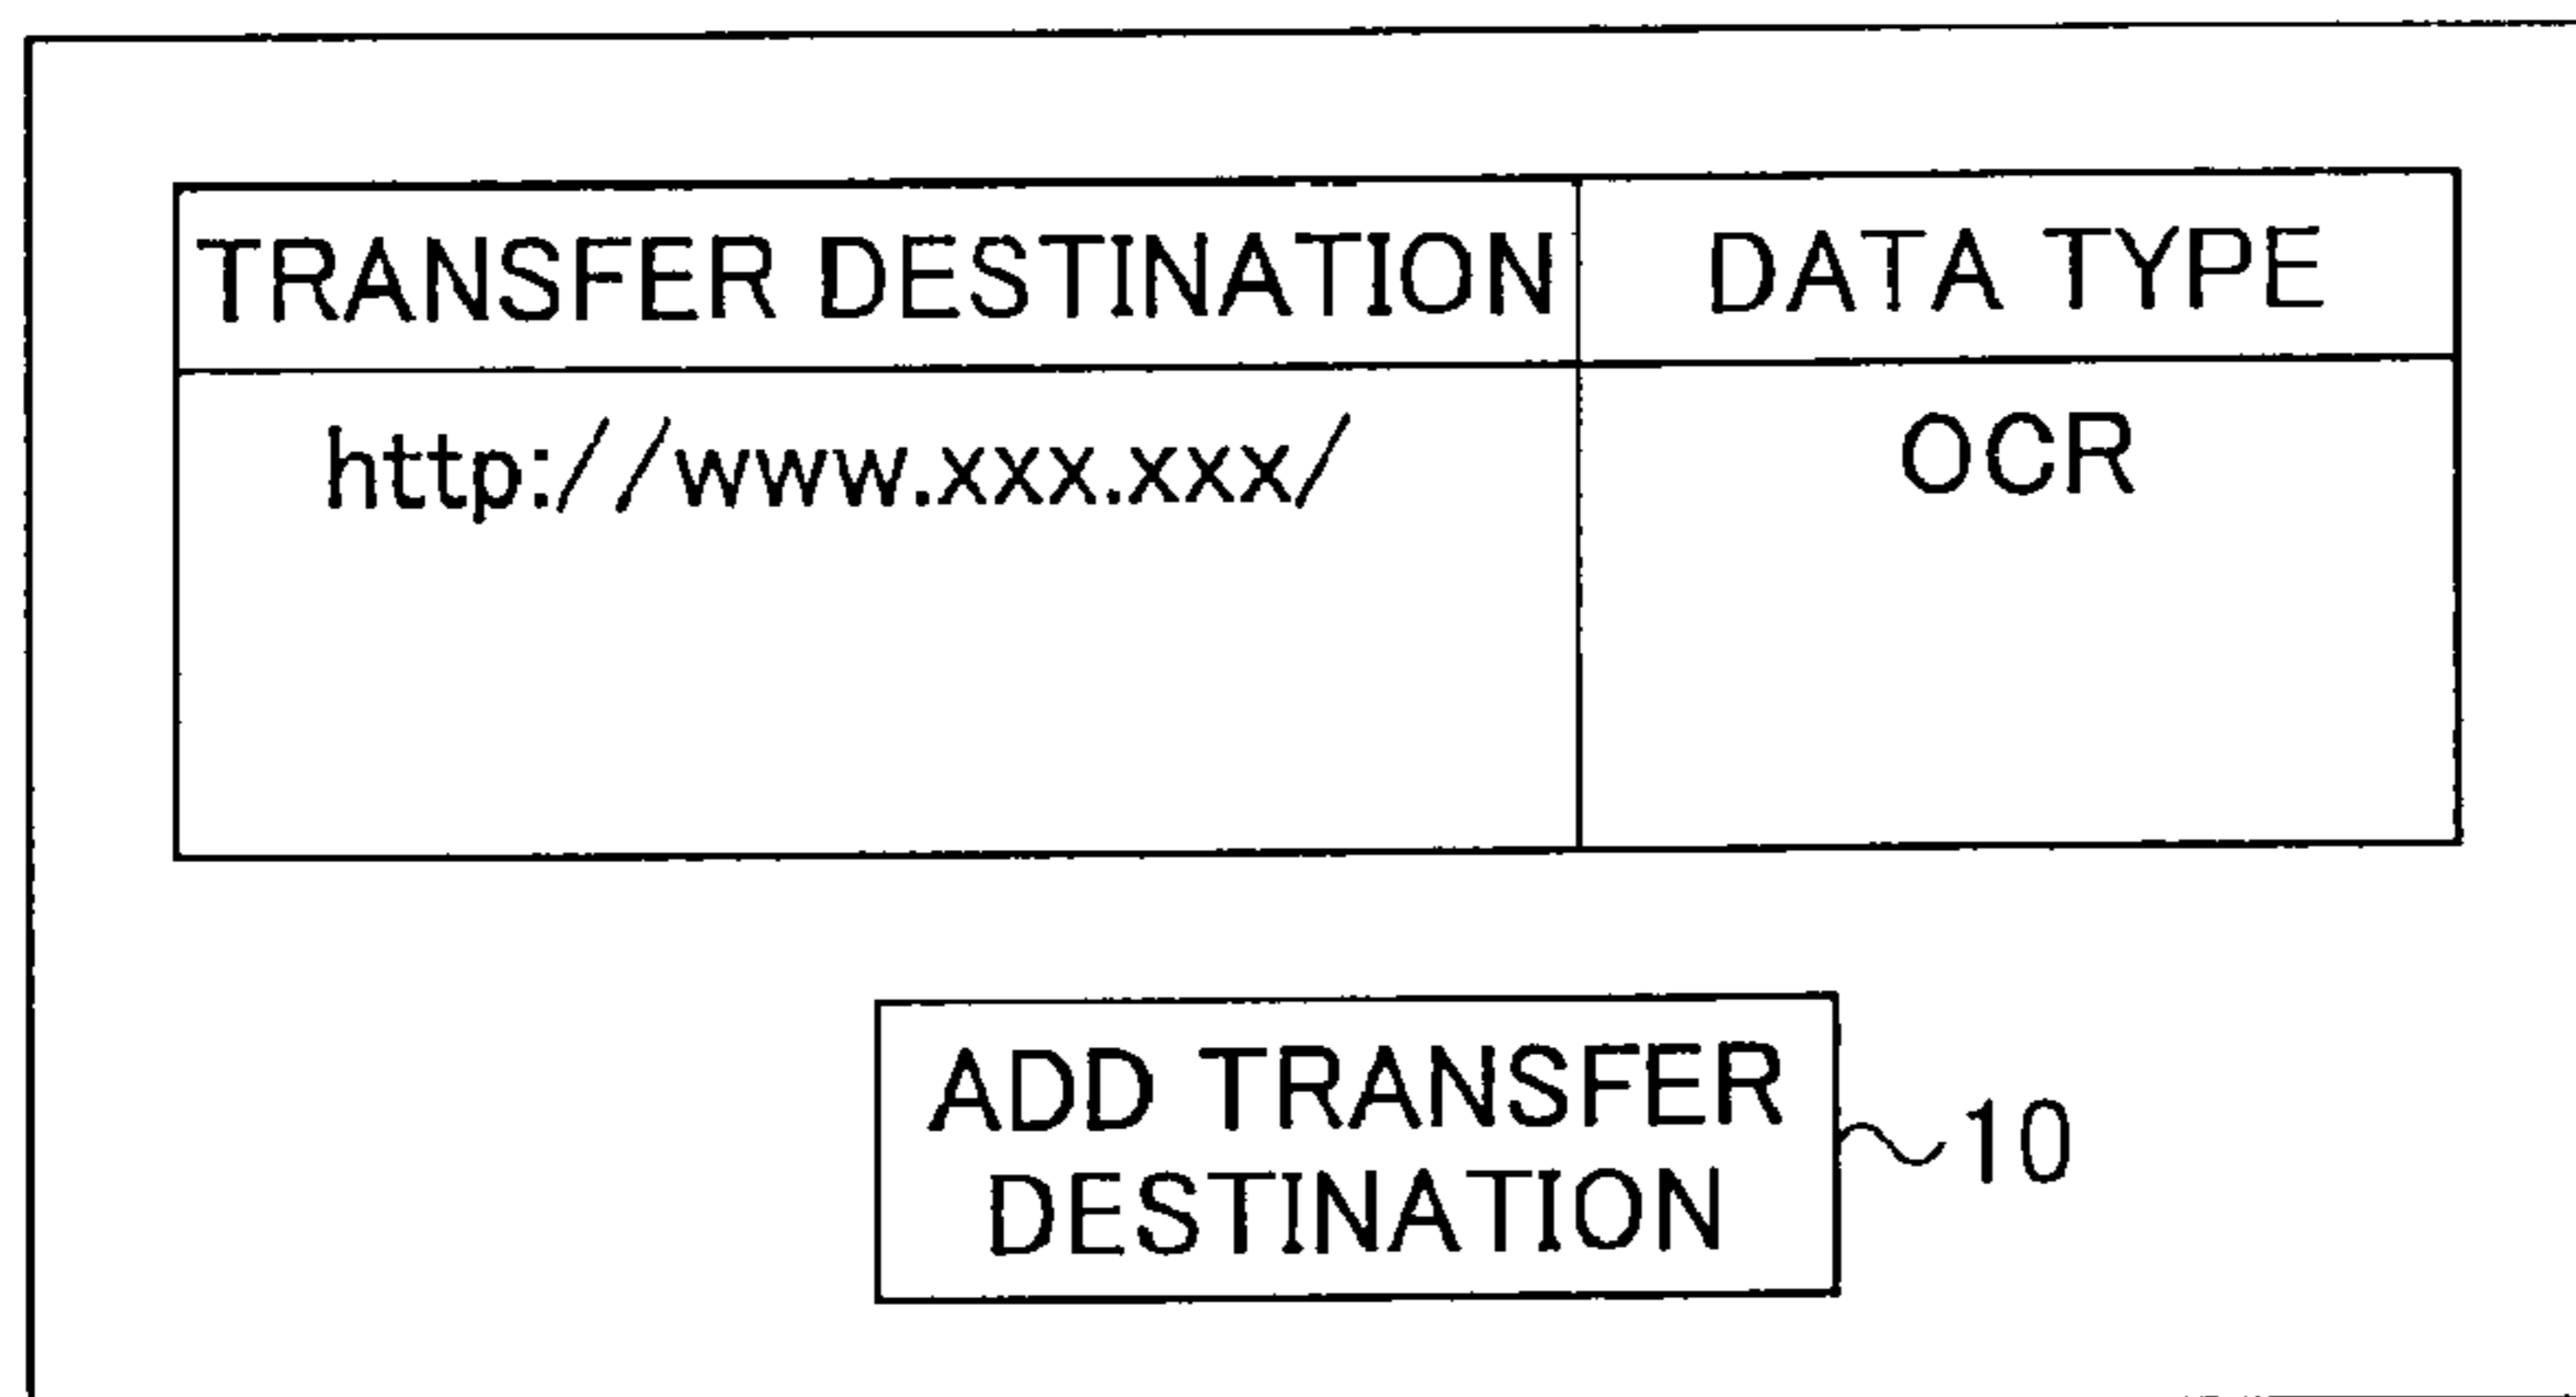 TRANSFER DESTINATION DATA TYPE
http://www.xxx.xxx/ OCR
ADD TRANSFER
DESTINATION
10